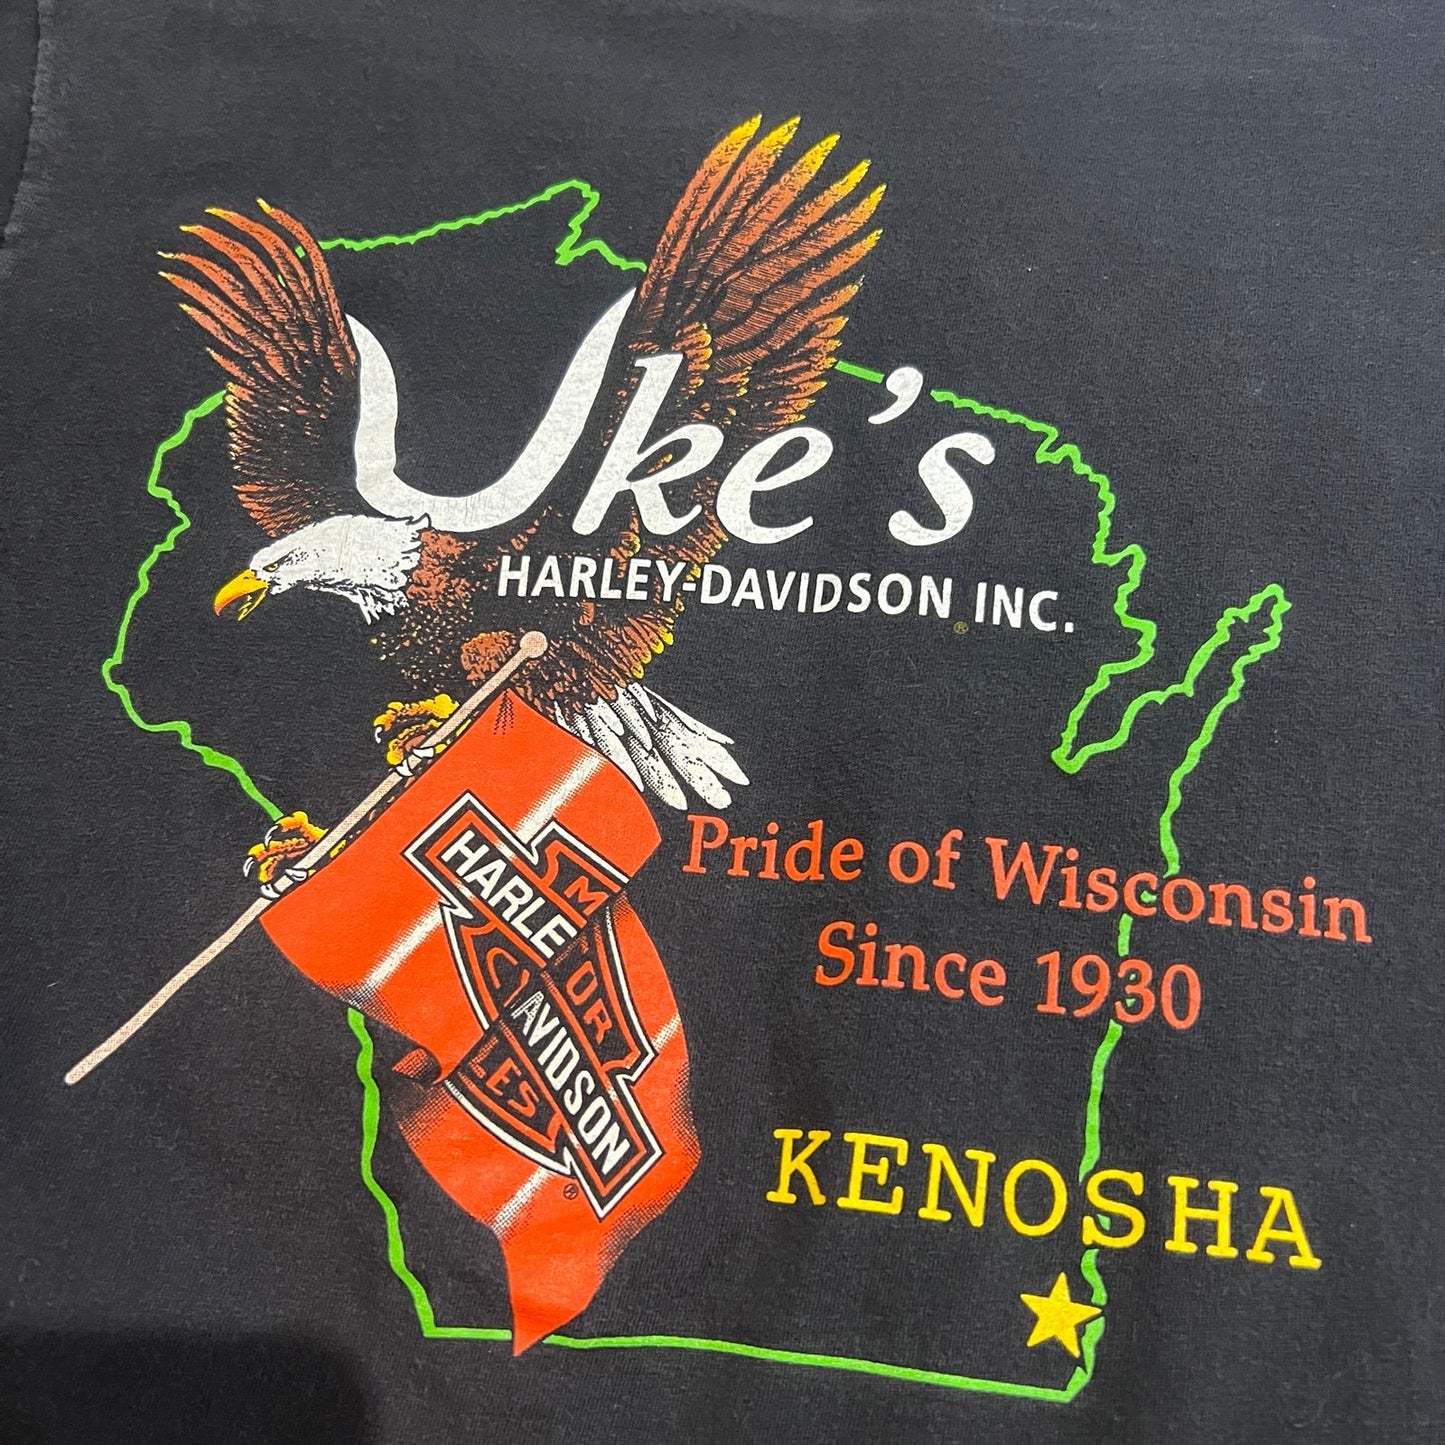 Uke's
HARLEY-DAVIDSON INC.
®
Pride of Wisconsin
Since 1930
MOTOR
HARLEY
DAVIDSON
CYCLES
®
KENOSHA